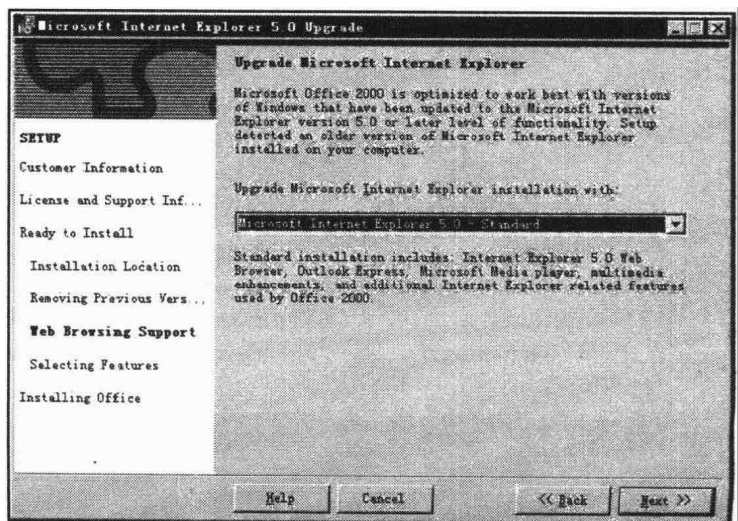 Microsoft Internet Explorer 5.0 Upgrade
SETUP
Customer Information
License and Support Inf...
Ready to Install
Installation Location
Removing Previous Vers...
Web Browsing Support
Selecting Features
Installing Office
Upgrade Microsoft Internet Explorer
Microsoft Office 2000 is optimized to work best with versions
of Windows that have been updated to the Microsoft Internet
Explorer version 5.0 or later level of functionality. Setup
detected an older version of Microsoft Internet Explorer
installed on your computer.
Upgrade Microsoft Internet Explorer installation with:
Microsoft Internet Explorer 5.0 - Standard
Standard installation includes: Internet Explorer 5.0 Web
Browser, Outlook Express, Microsoft Media player, multimedia
enhancements, and additional Internet Explorer related features
used by Office 2000.
Help
Cancel
<< Back
Next >>